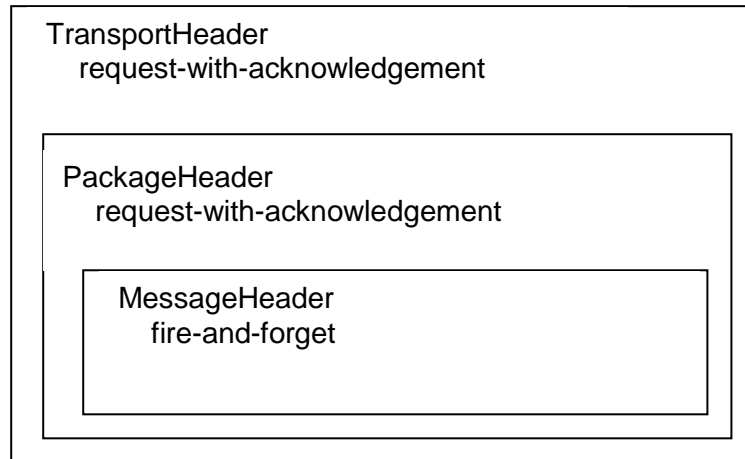 TransportHeader
request-with-acknowledgement
PackageHeader
request-with-acknowledgement
MessageHeader
fire-and-forget